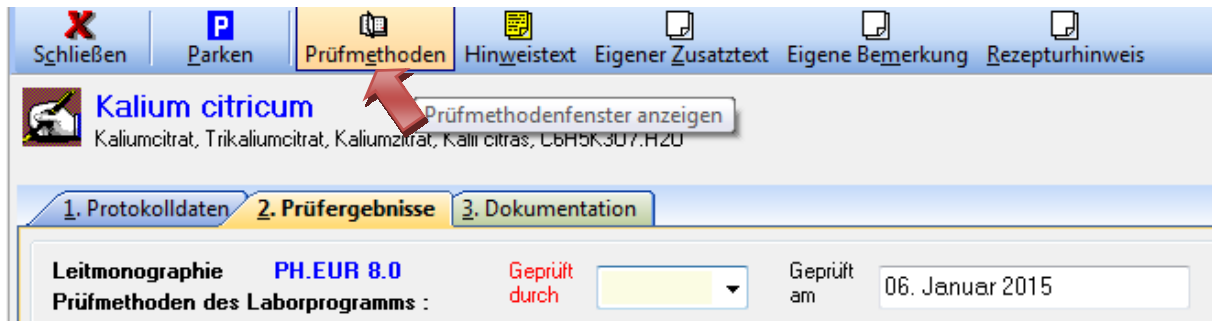 Schließen Parken Prüfmethoden Hinweistext Eigener Zusatztext Eigene Bemerkung Rezepturhinweis
Kalium citricum
Prüfmethodenfenster anzeigen
Kaliumcitrat, Trikaliumcitrat, Kaliumzitrat, Kalii citras, C6H5K3O7.H2O
1. Protokolldaten 2. Prüfergebnisse 3. Dokumentation
Leitmonographie PH.EUR 8.0 Geprüft durch Geprüft am 06. Januar 2015
Prüfmethoden des Laborprogramms :